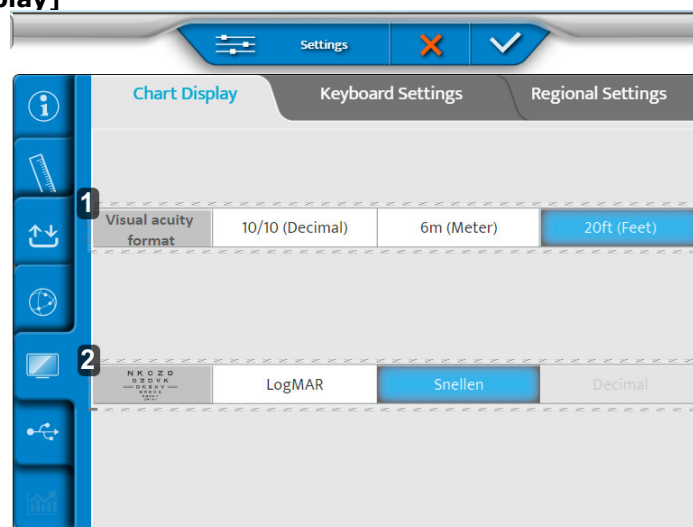 play]
Settings
Chart Display
Keyboard Settings
Regional Settings
1
Visual acuity
format
10/10 (Decimal)
6m (Meter)
20ft (Feet)
2
N K C Z O
O Z D V K
LogMAR
Snellen
Decimal